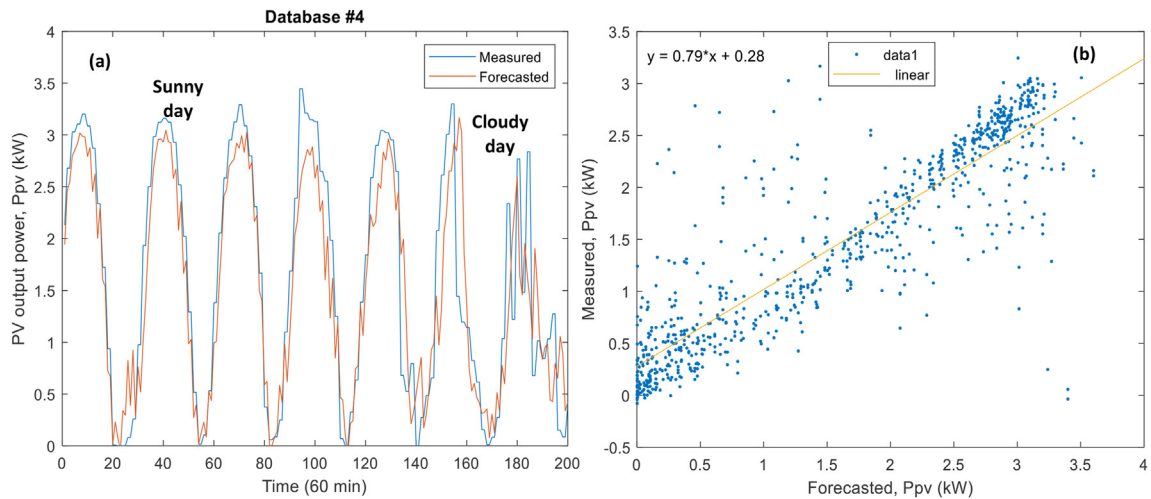 Database #4
(a)
Measured
Forecasted
Sunny
day
Cloudy
day
PV output power, Ppv (kW)
4
3.5
3
2.5
2
1.5
1
0.5
0
0 20 40 60 80 100 120 140 160 180 200
Time (60 min)
y = 0.79*x + 0.28
data1
linear
(b)
Measured, Ppv (kW)
3.5
3
2.5
2
1.5
1
0.5
0
-0.5
0 0.5 1 1.5 2 2.5 3 3.5 4
Forecasted, Ppv (kW)